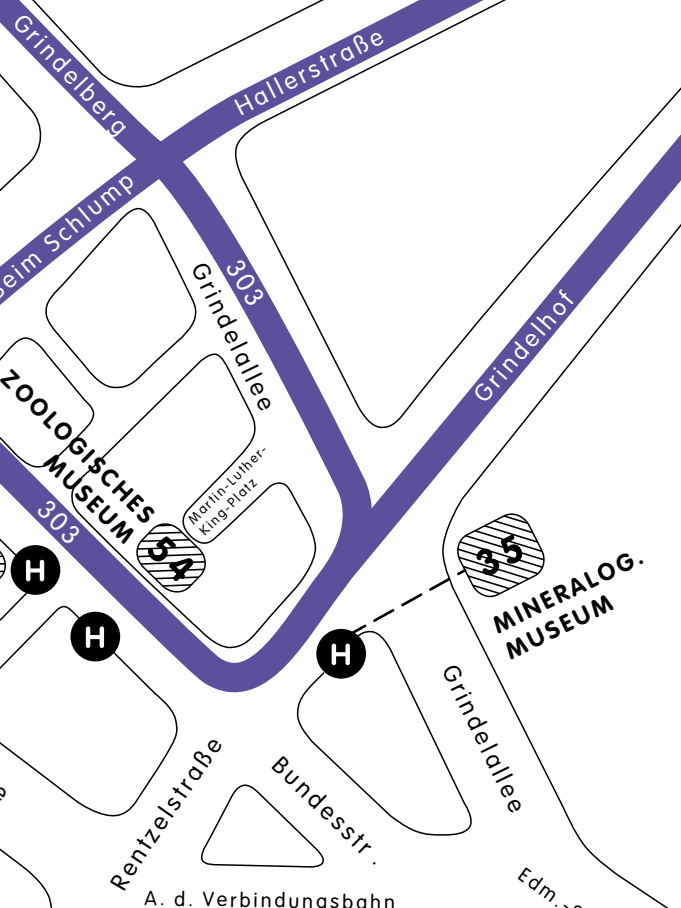 Grindelberg
Hallerstraße
Beim Schlump
303
Grindelallee
Grindelhof
ZOOLOGISCHES
MUSEUM
Martin-Luther-
King-Platz
303
54
35
H
H
H
MINERALOG.
MUSEUM
Grindelallee
Rentzelstraße
Bundesstr.
A. d. Verbindungsbahn